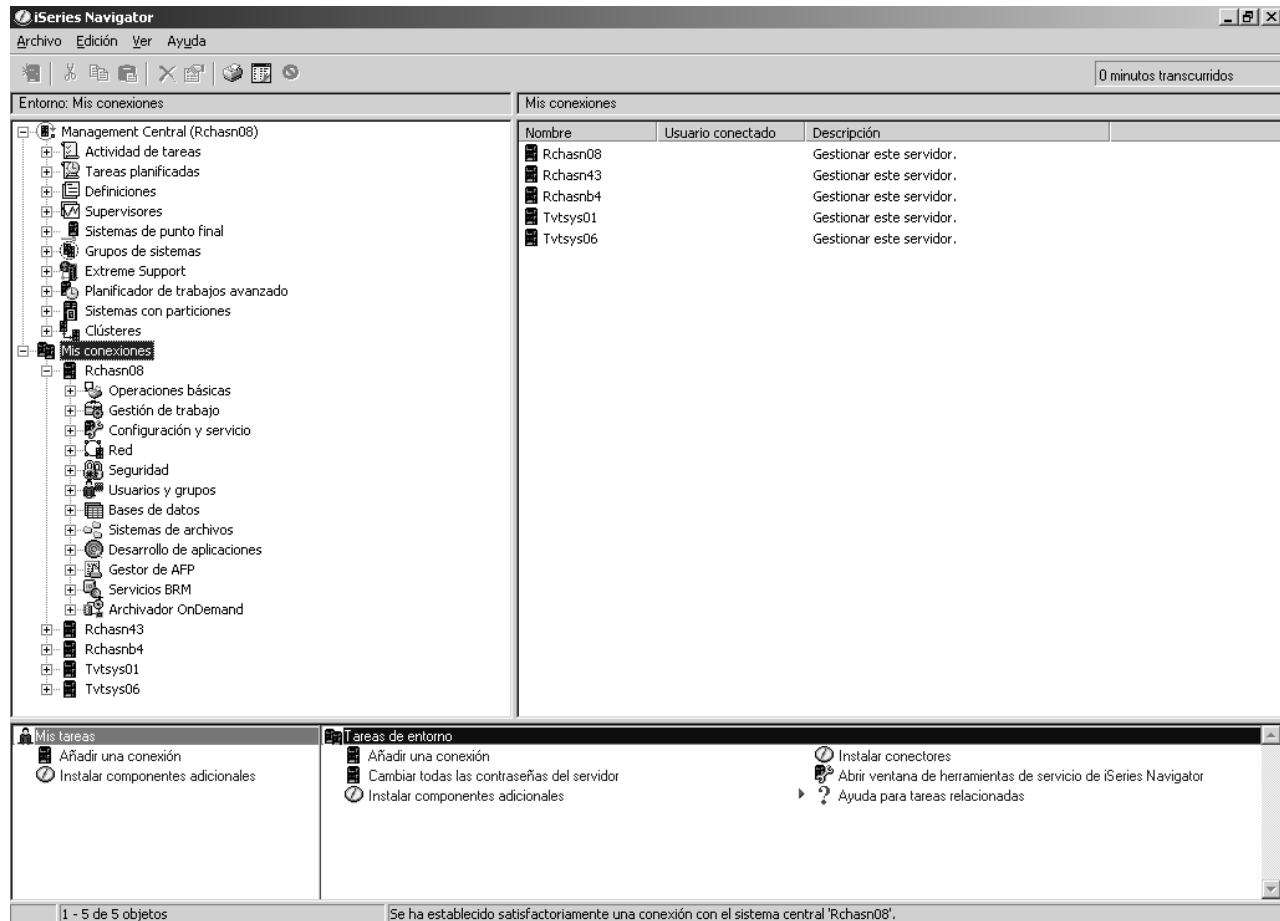 iSeries Navigator
Archivo Edición Ver Ayuda
0 minutos transcurridos
Entorno: Mis conexiones
Management Central (Rchasn08)
Actividad de tareas
Tareas planificadas
Definiciones
Supervisores
Sistemas de punto final
Grupos de sistemas
Extreme Support
Planificador de trabajos avanzado
Sistemas con particiones
Clústeres
Mis conexiones
Rchasn08
Operaciones básicas
Gestión de trabajo
Configuración y servicio
Red
Seguridad
Usuarios y grupos
Bases de datos
Sistemas de archivos
Desarrollo de aplicaciones
Gestor de AFP
Servicios BRM
Archivador OnDemand
Rchasn43
Rchasnb4
Tvtsys01
Tvtsys06
Mis conexiones
Nombre Usuario conectado Descripción
Rchasn08 Gestionar este servidor.
Rchasn43 Gestionar este servidor.
Rchasnb4 Gestionar este servidor.
Tvtsys01 Gestionar este servidor.
Tvtsys06 Gestionar este servidor.
Mis tareas
Añadir una conexión
Instalar componentes adicionales
Tareas de entorno
Añadir una conexión
Cambiar todas las contraseñas del servidor
Instalar componentes adicionales
Instalar conectores
Abrir ventana de herramientas de servicio de iSeries Navigator
Ayuda para tareas relacionadas
1 - 5 de 5 objetos
Se ha establecido satisfactoriamente una conexión con el sistema central 'Rchasn08'.